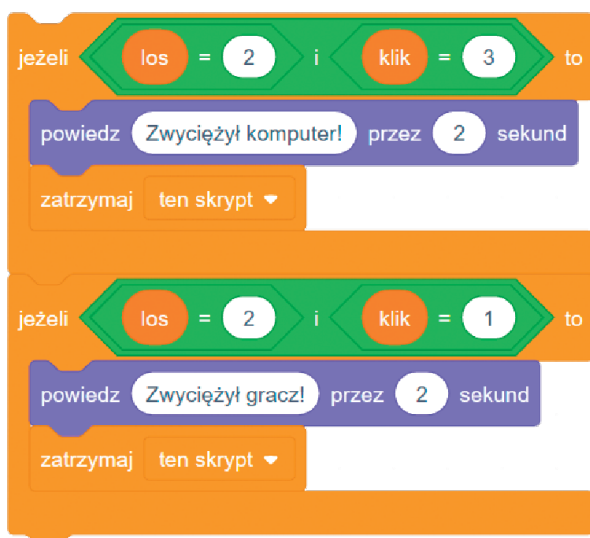 jeżeli los = 2 i klik = 3 to
powiedz Zwyciężył komputer! przez 2 sekund
zatrzymaj ten skrypt
jeżeli los = 2 i klik = 1 to
powiedz Zwyciężył gracz! przez 2 sekund
zatrzymaj ten skrypt